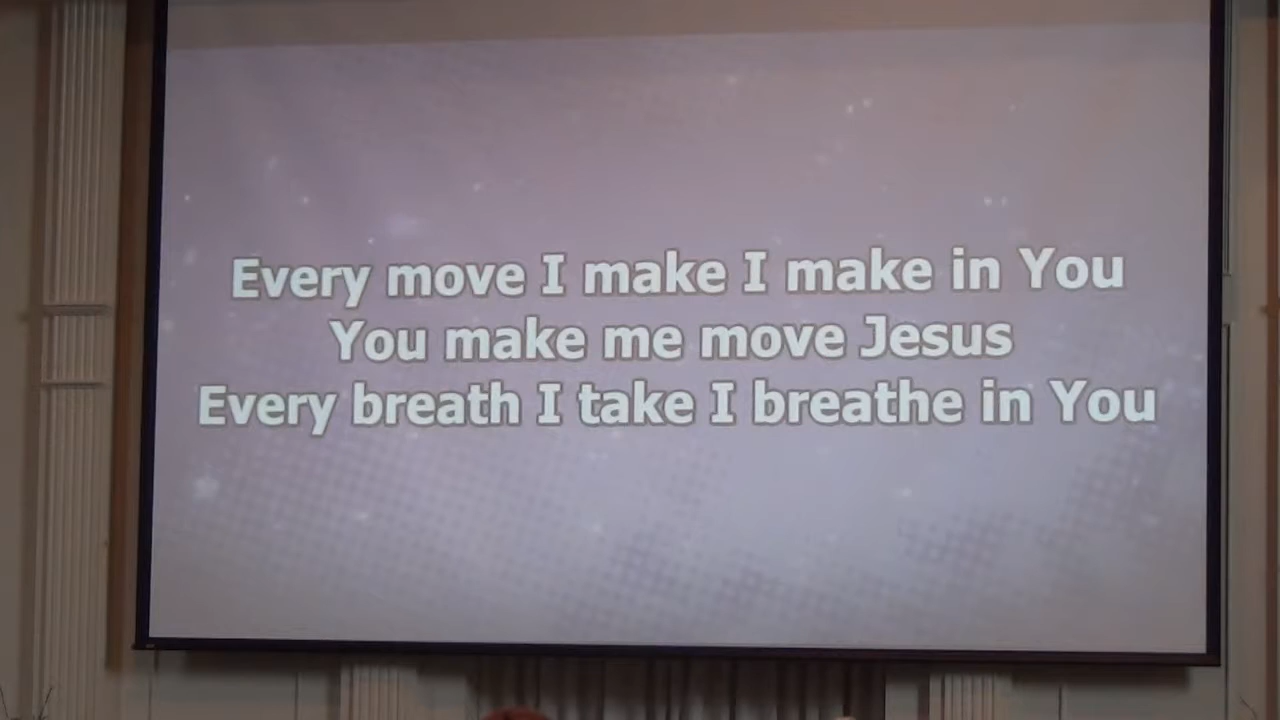 Every move I make I make in You
You make me move Jesus
Every breath I take I breathe in You